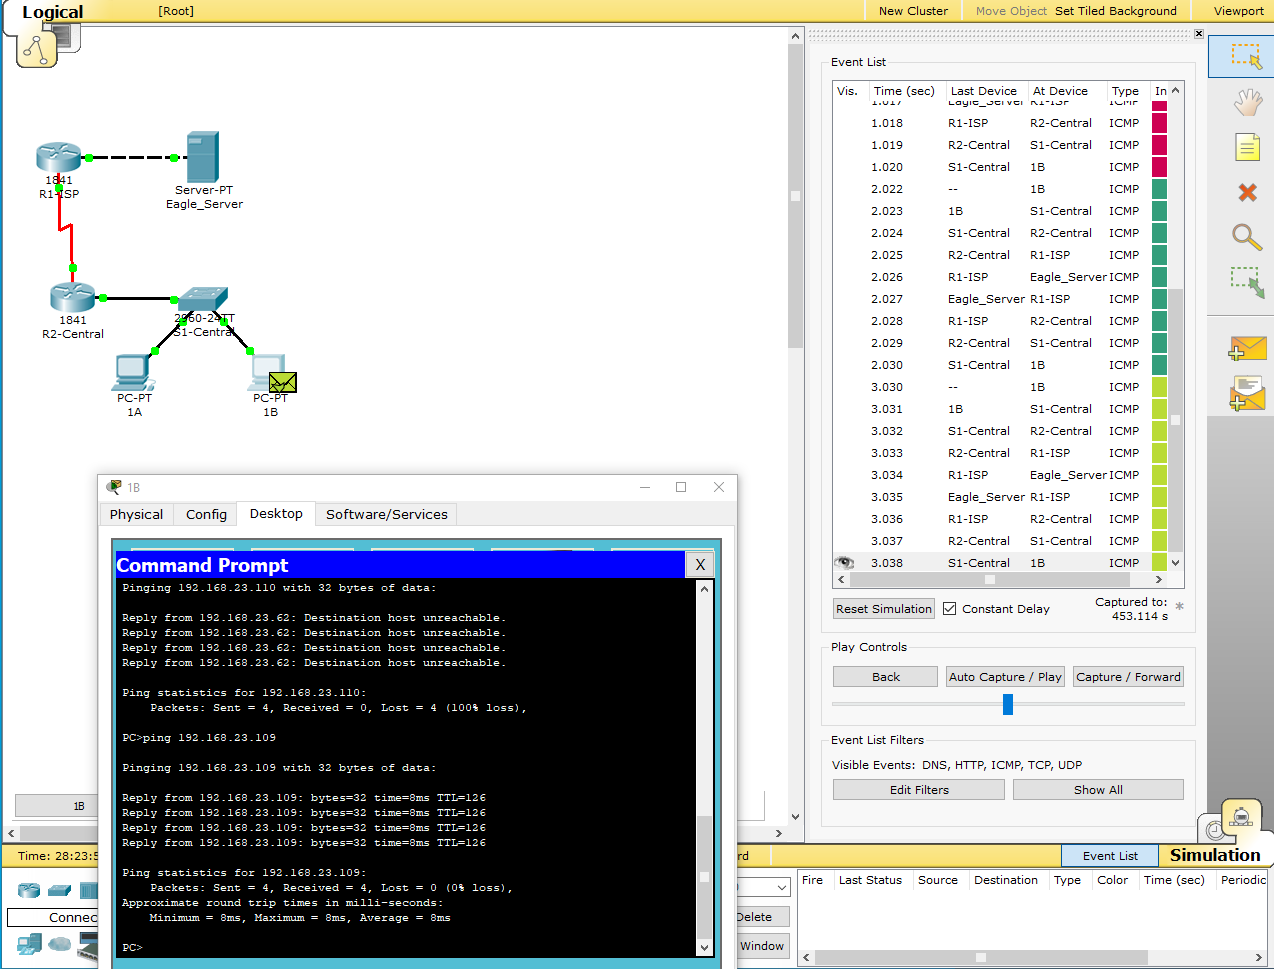 Logical
[Root]
New Cluster
Move Object
Set Tiled Background
Viewport
1841
R1-ISP
Server-PT
Eagle_Server
1841
R2-Central
2960-24TT
S1-Central
PC-PT
1A
PC-PT
1B
Event List
Vis. Time (sec) Last Device At Device Type In
1.017 Eagle_Server R1-ISP ICMP
1.018 R1-ISP R2-Central ICMP
1.019 R2-Central S1-Central ICMP
1.020 S1-Central 1B ICMP
2.022 -- 1B ICMP
2.023 1B S1-Central ICMP
2.024 S1-Central R2-Central ICMP
2.025 R2-Central R1-ISP ICMP
2.026 R1-ISP Eagle_Server ICMP
2.027 Eagle_Server R1-ISP ICMP
2.028 R1-ISP R2-Central ICMP
2.029 R2-Central S1-Central ICMP
2.030 S1-Central 1B ICMP
3.030 -- 1B ICMP
3.031 1B S1-Central ICMP
3.032 S1-Central R2-Central ICMP
3.033 R2-Central R1-ISP ICMP
3.034 R1-ISP Eagle_Server ICMP
3.035 Eagle_Server R1-ISP ICMP
3.036 R1-ISP R2-Central ICMP
3.037 R2-Central S1-Central ICMP
3.038 S1-Central 1B ICMP
Reset Simulation
Constant Delay
Captured to: *
453.114 s
Play Controls
Back
Auto Capture / Play
Capture / Forward
Event List Filters
Visible Events: DNS, HTTP, ICMP, TCP, UDP
Edit Filters
Show All
1B
Physical Config Desktop Software/Services
Command Prompt
X
Pinging 192.168.23.110 with 32 bytes of data:
Reply from 192.168.23.62: Destination host unreachable.
Reply from 192.168.23.62: Destination host unreachable.
Reply from 192.168.23.62: Destination host unreachable.
Reply from 192.168.23.62: Destination host unreachable.
Ping statistics for 192.168.23.110:
Packets: Sent = 4, Received = 0, Lost = 4 (100% loss),
PC>ping 192.168.23.109
Pinging 192.168.23.109 with 32 bytes of data:
Reply from 192.168.23.109: bytes=32 time=8ms TTL=126
Reply from 192.168.23.109: bytes=32 time=8ms TTL=126
Reply from 192.168.23.109: bytes=32 time=8ms TTL=126
Reply from 192.168.23.109: bytes=32 time=8ms TTL=126
Ping statistics for 192.168.23.109:
Packets: Sent = 4, Received = 4, Lost = 0 (0% loss),
Approximate round trip times in milli-seconds:
Minimum = 8ms, Maximum = 8ms, Average = 8ms
PC>
1B
Time: 28:23:5
Connec
rd
Event List
Simulation
Delete
Window
Fire Last Status Source Destination Type Color Time (sec) Periodic